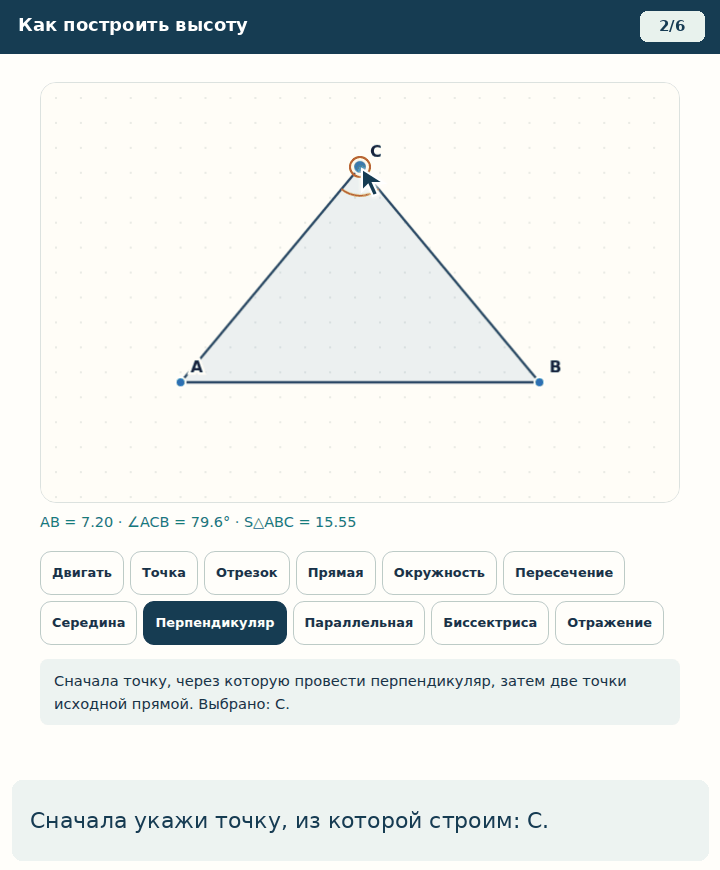 Как построить высоту
2/6
C
A
B
AB = 7.20 · ∠ACB = 79.6° · S△ABC = 15.55
Двигать
Точка
Отрезок
Прямая
Окружность
Пересечение
Середина
Перпендикуляр
Параллельная
Биссектриса
Отражение
Сначала точку, через которую провести перпендикуляр, затем две точки
исходной прямой. Выбрано: C.
Сначала укажи точку, из которой строим: C.